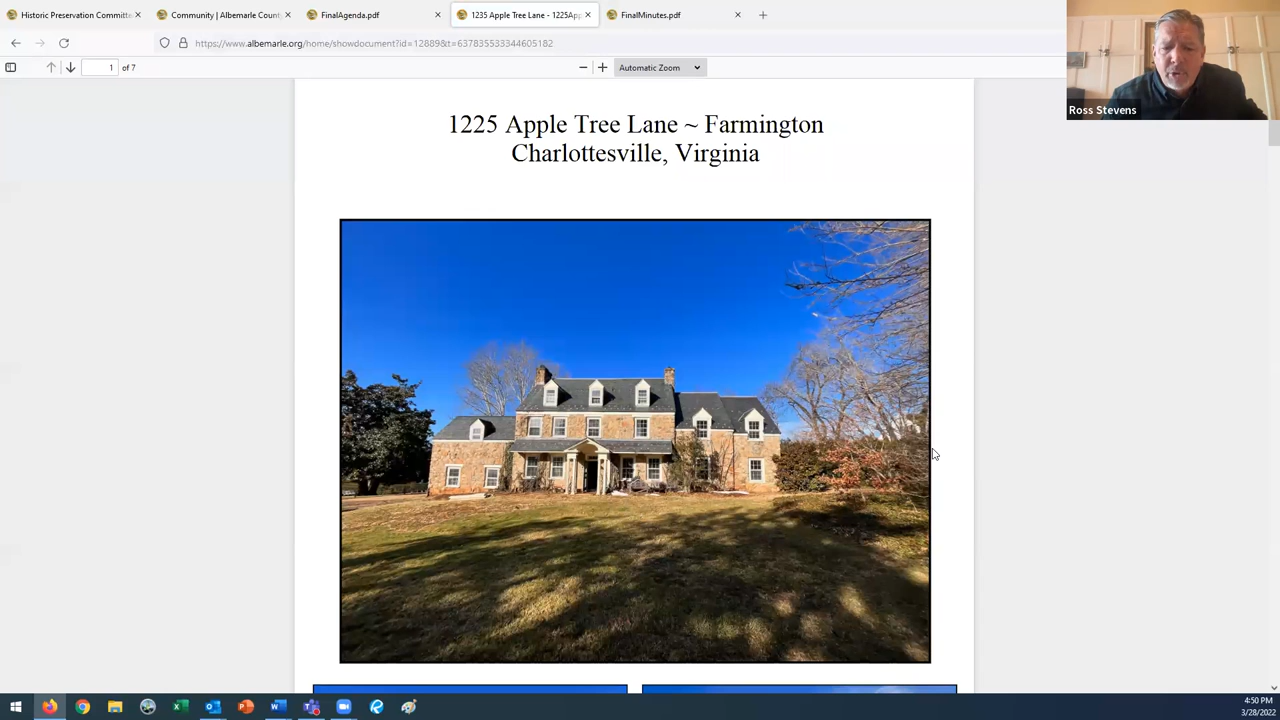 Historic Preservation Committe
Community | Albemarle Coun
FinalAgenda.pdf
1235 Apple Tree Lane - 1225App
FinalMinutes.pdf
https://www.albemarle.org/home/showdocument?id=12889&t=637835533344605182
1 of 7
Automatic Zoom
Ross Stevens
1225 Apple Tree Lane ~ Farmington
Charlottesville, Virginia
4:50 PM
3/28/2022